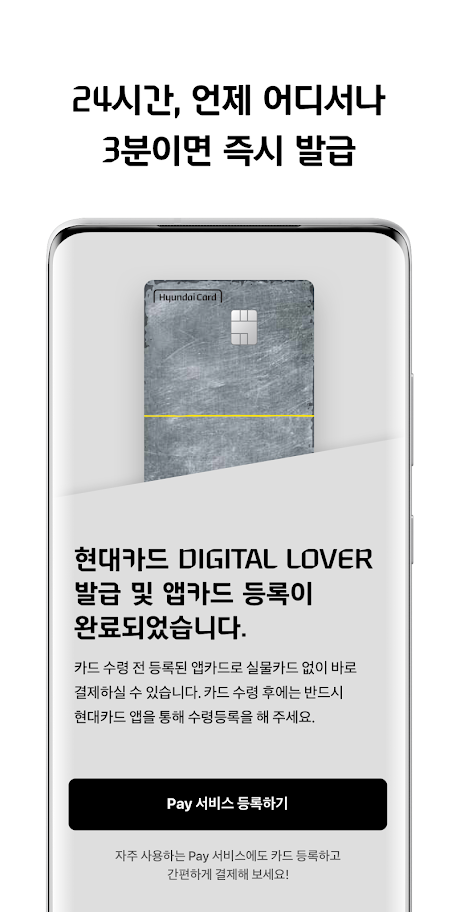 24시간, 언제 어디서나
3분이면 즉시 발급
Hyundai Card
현대카드 DIGITAL LOVER
발급 및 앱카드 등록이
완료되었습니다.
카드 수령 전 등록된 앱카드로 실물카드 없이 바로
결제하실 수 있습니다. 카드 수령 후에는 반드시
현대카드 앱을 통해 수령등록을 해 주세요.
Pay 서비스 등록하기
자주 사용하는 Pay 서비스에도 카드 등록하고
간편하게 결제해 보세요!